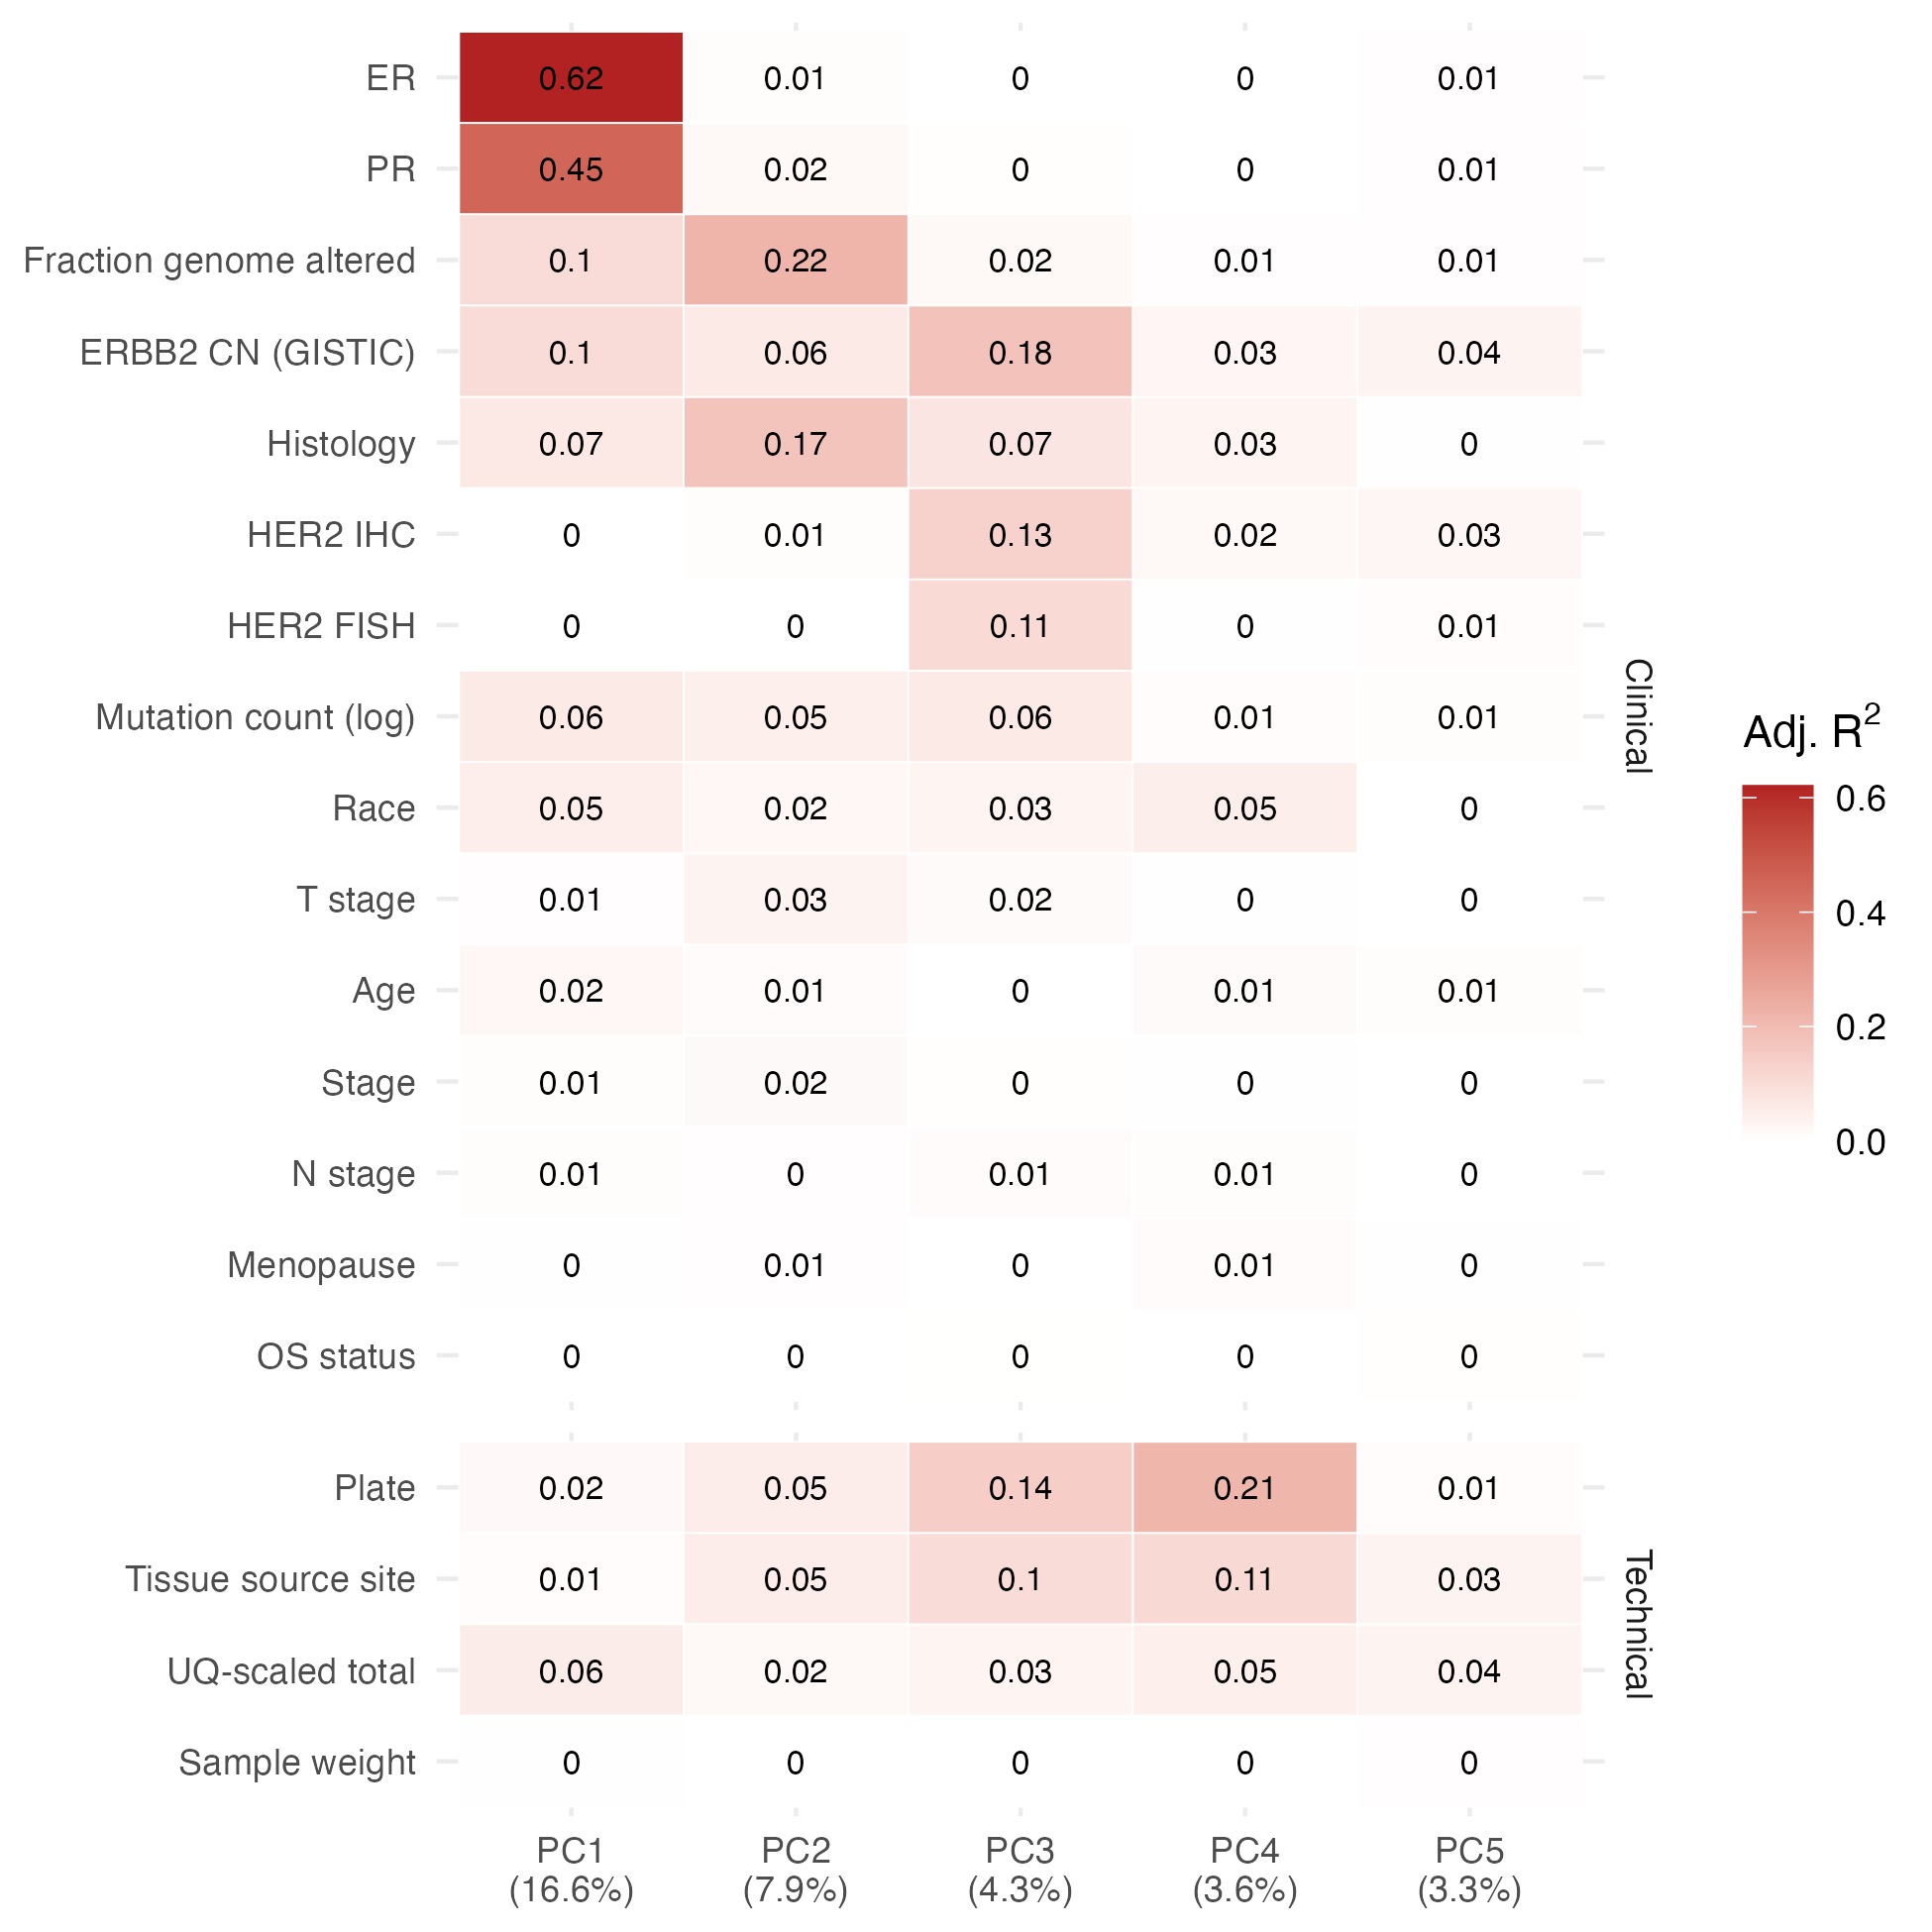 ER 0.62 0.01 0 0 0.01
PR 0.45 0.02 0 0 0.01
Fraction genome altered 0.1 0.22 0.02 0.01 0.01
ERBB2 CN (GISTIC) 0.1 0.06 0.18 0.03 0.04
Histology 0.07 0.17 0.07 0.03 0
HER2 IHC 0 0.01 0.13 0.02 0.03
HER2 FISH 0 0 0.11 0 0.01
Mutation count (log) 0.06 0.05 0.06 0.01 0.01
Race 0.05 0.02 0.03 0.05 0
T stage 0.01 0.03 0.02 0 0
Age 0.02 0.01 0 0.01 0.01
Stage 0.01 0.02 0 0 0
N stage 0.01 0 0.01 0.01 0
Menopause 0 0.01 0 0.01 0
OS status 0 0 0 0 0
Clinical
Plate 0.02 0.05 0.14 0.21 0.01
Tissue source site 0.01 0.05 0.1 0.11 0.03
UQ-scaled total 0.06 0.02 0.03 0.05 0.04
Sample weight 0 0 0 0 0
Technical
PC1 PC2 PC3 PC4 PC5
(16.6%) (7.9%) (4.3%) (3.6%) (3.3%)
Adj. R²
0.6
0.4
0.2
0.0